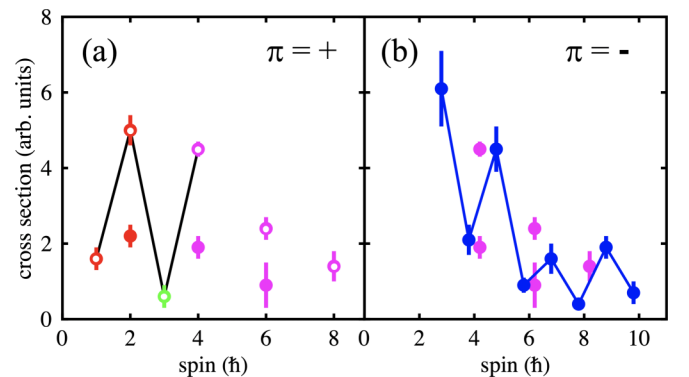 (a) π = +
(b) π = -
cross section (arb. units)
8
6
4
2
0
0 2 4 6 8
0 2 4 6 8 10
spin (ħ)
spin (ħ)